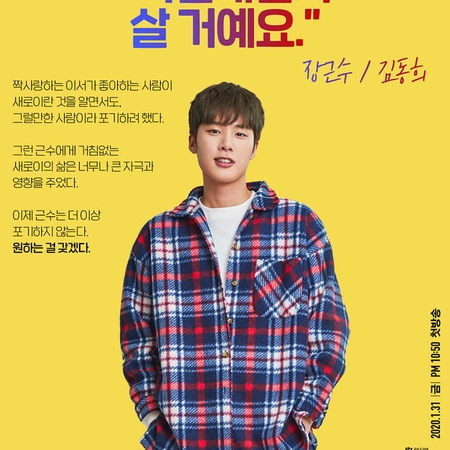 살 거예요."
장근수 / 김동희
짝사랑하는 이서가 좋아하는 사람이
새로이란 것을 알면서도,
그럴만한 사람이라 포기하려 했다.
그런 근수에게 거침없는
새로이의 삶은 너무나 큰 자극과
영향을 주었다.
이제 근수는 더 이상
포기하지 않는다.
원하는 걸 갖겠다.
2020.1.31 |금| PM 10:50 첫방송